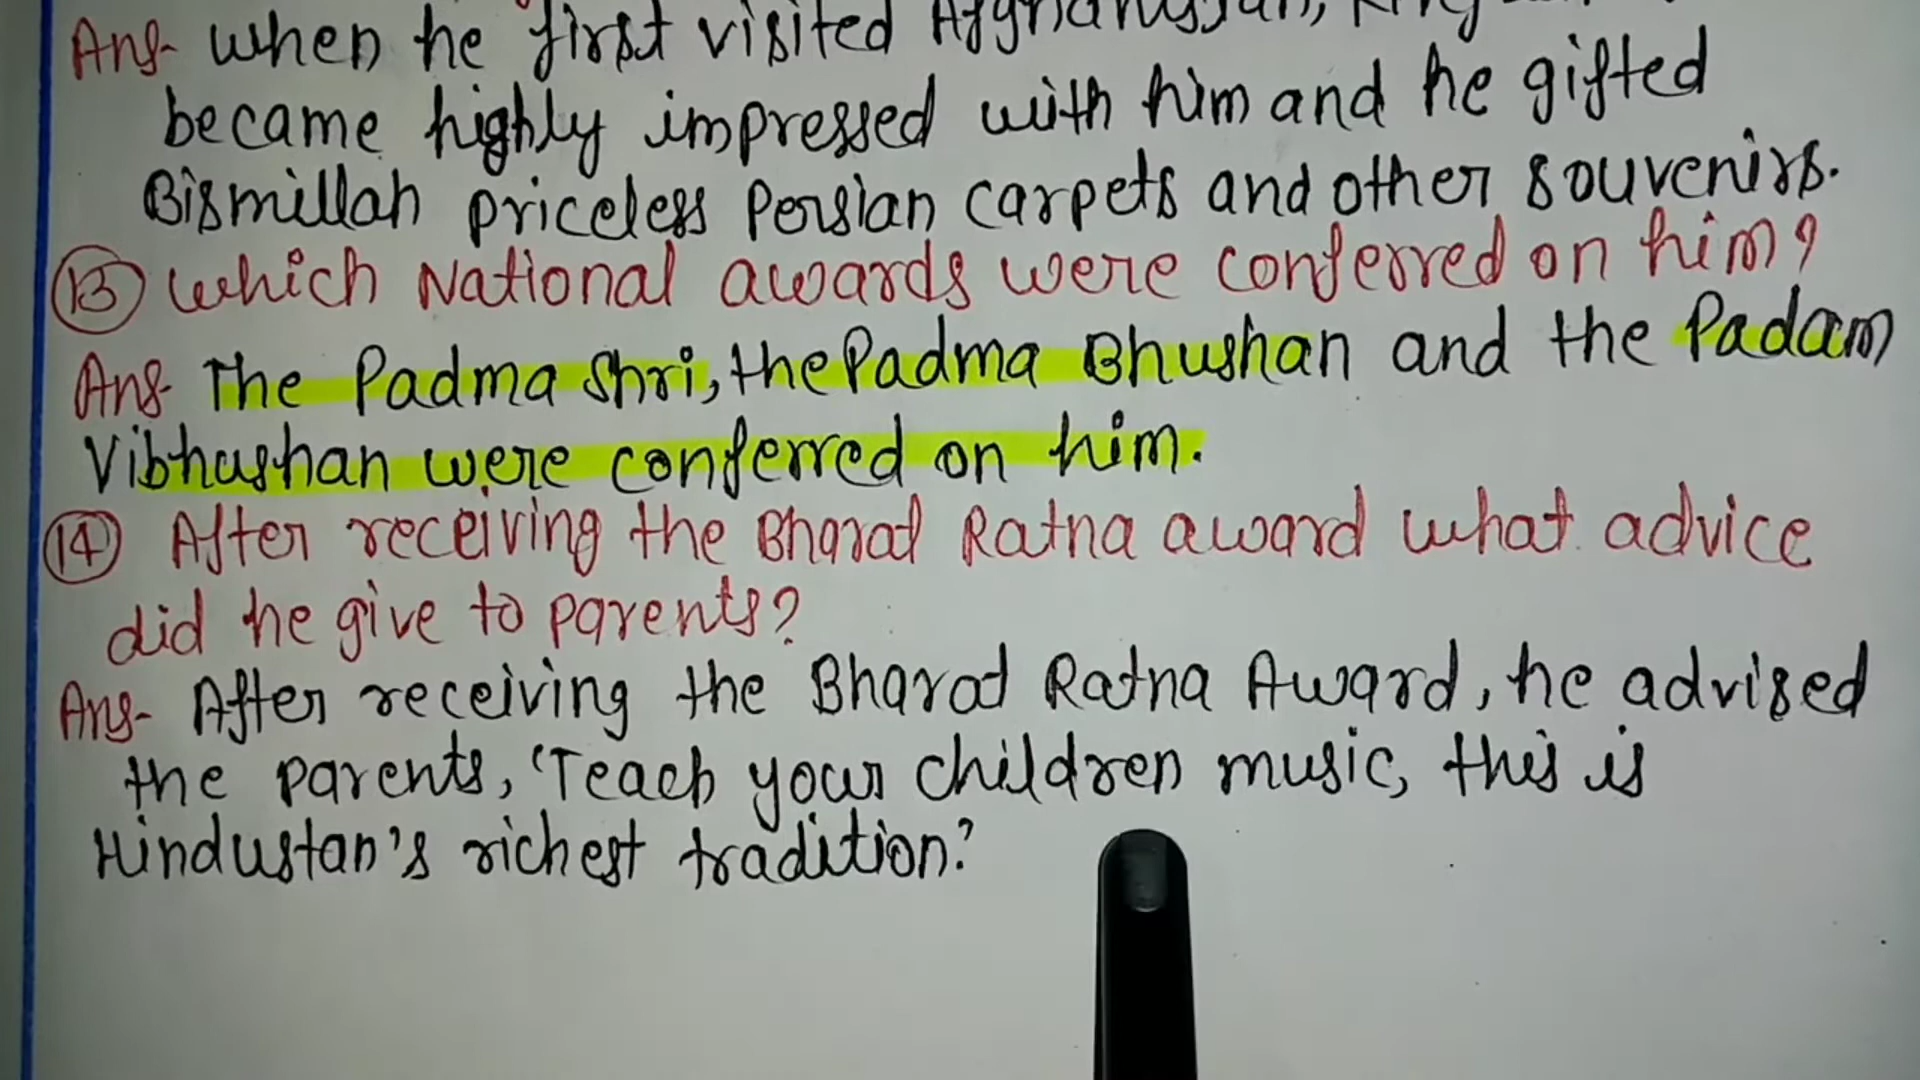 Ans- when he first visited Afghanistan, King
became highly impressed with him and he gifted
Bismillah priceless Persian carpets and other souvenirs.
13 Which National awards were conferred on him?
Ans- The Padma Shri, the Padma Bhushan and the Padam
Vibhushan were conferred on him.
14 After receiving the Bharat Ratna award what advice
did he give to parents?
Ans- After receiving the Bharat Ratna Award, he advised
the parents, 'Teach your children music, this is
Hindustan's richest tradition.'